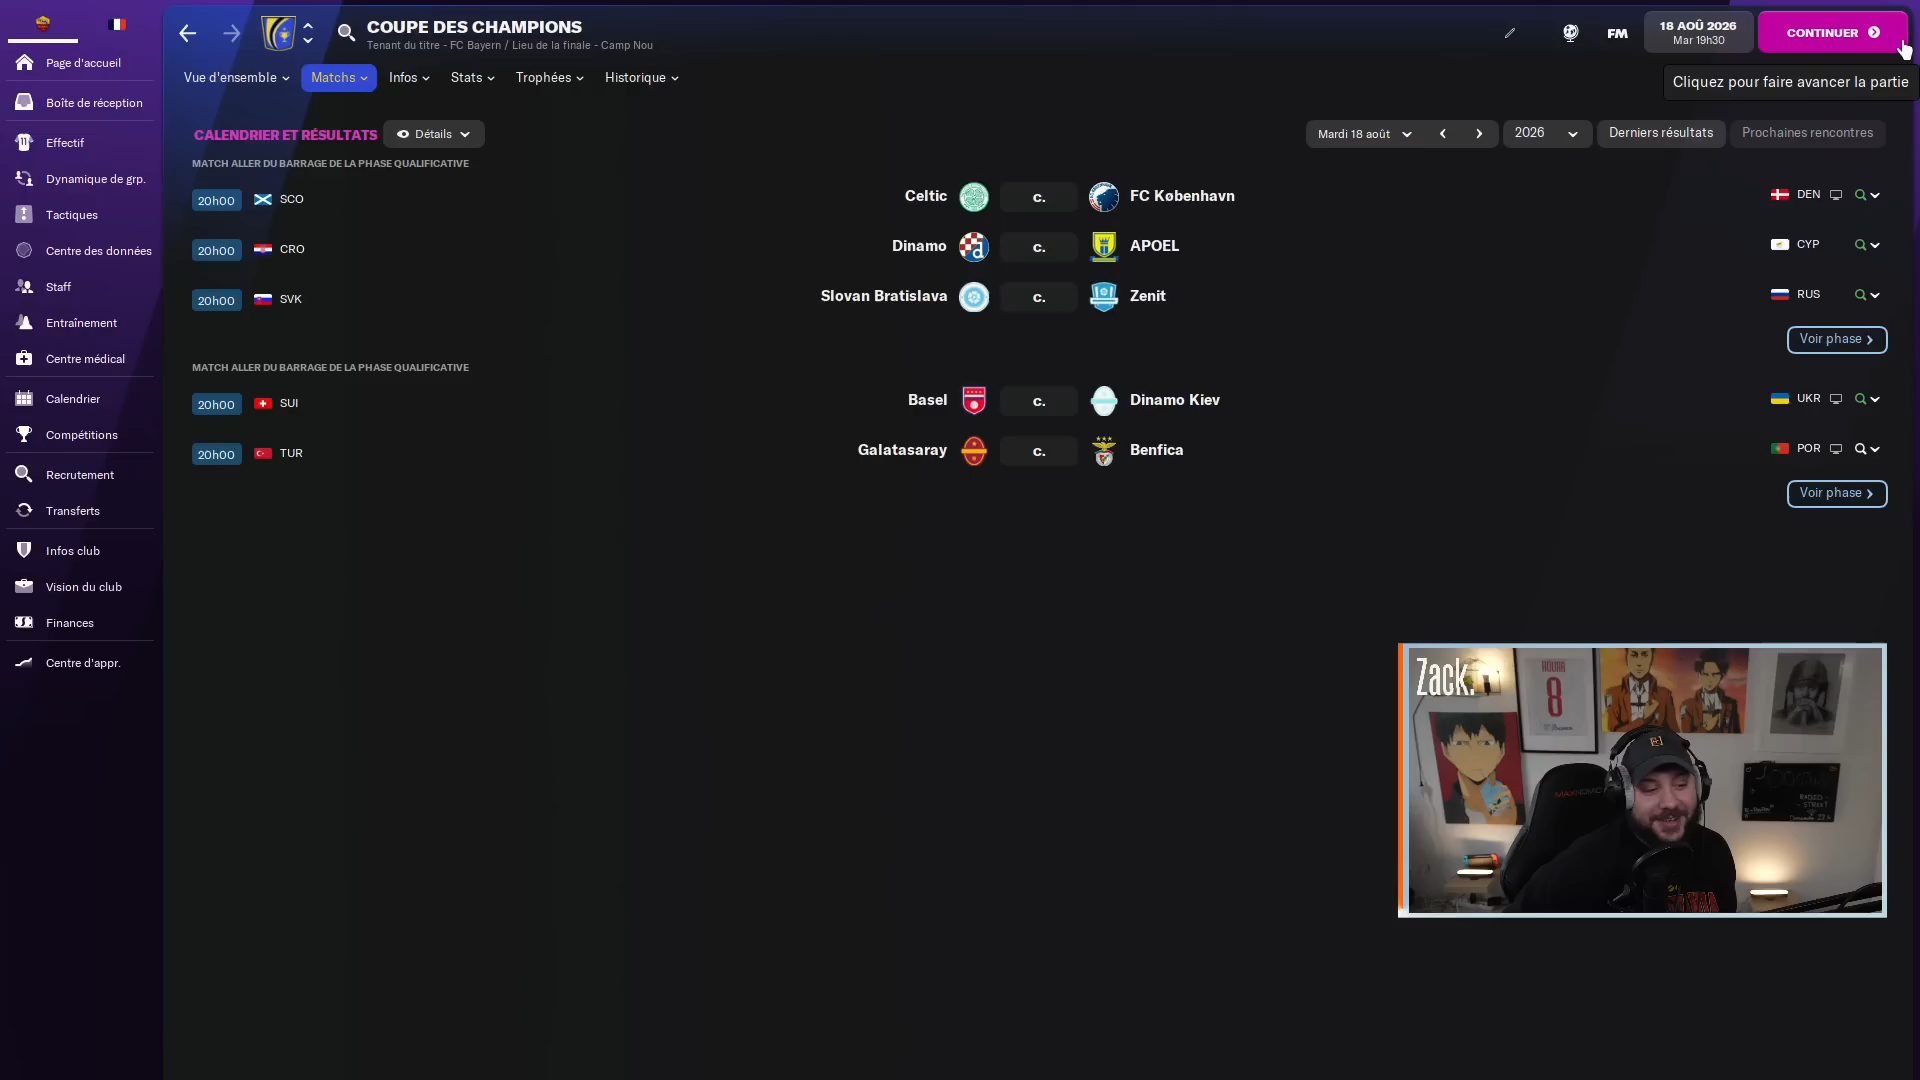 COUPE DES CHAMPIONS
Tenant du titre - FC Bayern / Lieu de la finale - Camp Nou
FM
18 AOÛ 2026
Mar 19h30
CONTINUER
Cliquez pour faire avancer la partie
Vue d'ensemble
Matchs
Infos
Stats
Trophées
Historique
Page d'accueil
Boîte de réception
Effectif
Dynamique de grp.
Tactiques
Centre des données
Staff
Entraînement
Centre médical
Calendrier
Compétitions
Recrutement
Transferts
Infos club
Vision du club
Finances
Centre d'appr.
CALENDRIER ET RÉSULTATS
Détails
Mardi 18 août
2026
Derniers résultats
Prochaines rencontres
MATCH ALLER DU BARRAGE DE LA PHASE QUALIFICATIVE
20h00 SCO Celtic c. FC København DEN
20h00 CRO Dinamo c. APOEL CYP
20h00 SVK Slovan Bratislava c. Zenit RUS
Voir phase
MATCH ALLER DU BARRAGE DE LA PHASE QUALIFICATIVE
20h00 SUI Basel c. Dinamo Kiev UKR
20h00 TUR Galatasaray c. Benfica POR
Voir phase
Zack.
8